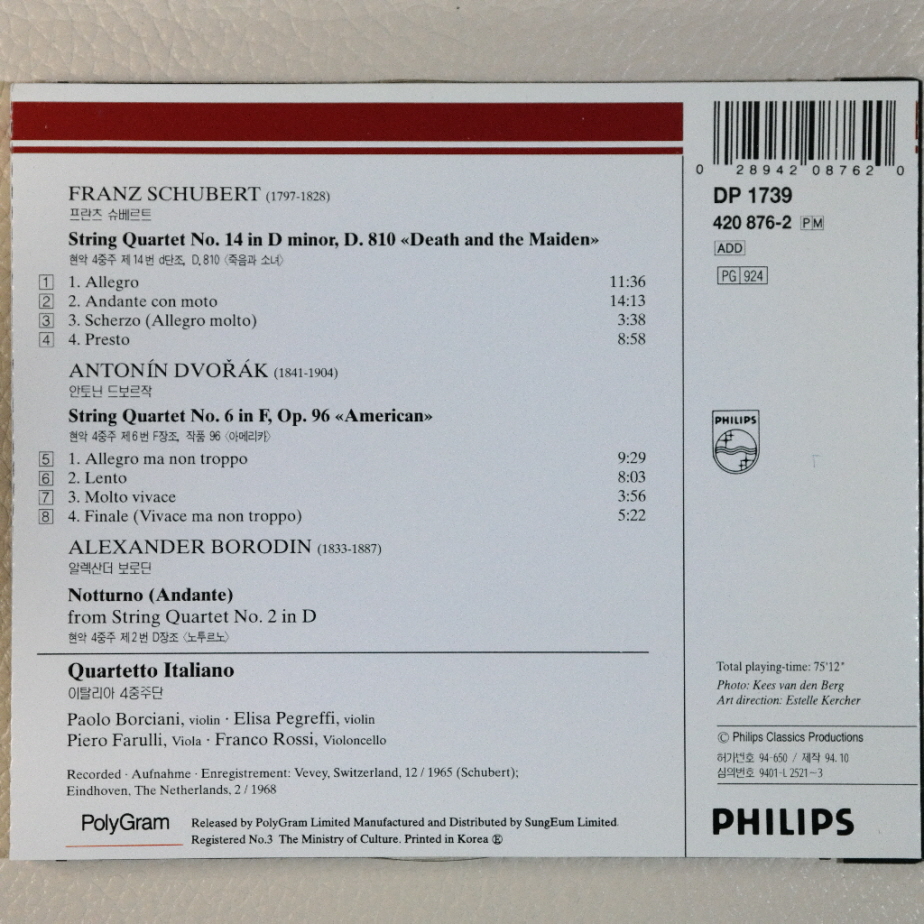 FRANZ SCHUBERT (1797-1828)
프란츠 슈베르트
String Quartet No. 14 in D minor, D. 810 «Death and the Maiden»
현악 4중주 제14번 d단조, D.810 〈죽음과 소녀〉
1 1. Allegro 11:36
2 2. Andante con moto 14:13
3 3. Scherzo (Allegro molto) 3:38
4 4. Presto 8:58
ANTONÍN DVOŘÁK (1841-1904)
안토닌 드보르작
String Quartet No. 6 in F, Op. 96 «American»
현악 4중주 제6번 F장조, 작품 96 〈아메리카〉
5 1. Allegro ma non troppo 9:29
6 2. Lento 8:03
7 3. Molto vivace 3:56
8 4. Finale (Vivace ma non troppo) 5:22
ALEXANDER BORODIN (1833-1887)
알렉산더 보로딘
Notturno (Andante)
from String Quartet No. 2 in D
현악 4중주 제2번 D장조 〈노투르노〉
Quartetto Italiano
이탈리아 4중주단
Paolo Borciani, violin · Elisa Pegreffi, violin
Piero Farulli, Viola · Franco Rossi, Violoncello
Recorded · Aufnahme · Enregistrement: Vevey, Switzerland, 12 / 1965 (Schubert);
Eindhoven, The Netherlands, 2 / 1968
PolyGram
Released by PolyGram Limited Manufactured and Distributed by SungEum Limited.
Registered No.3 The Ministry of Culture. Printed in Korea Ⓡ
0 28942 08762 0
DP 1739
420 876-2 PM
ADD
PG 924
PHILIPS
Total playing-time: 75'12"
Photo: Kees van den Berg
Art direction: Estelle Kercher
© Philips Classics Productions
허가번호 94-650 / 제작 94.10
심의번호 9401-L2521~3
PHILIPS